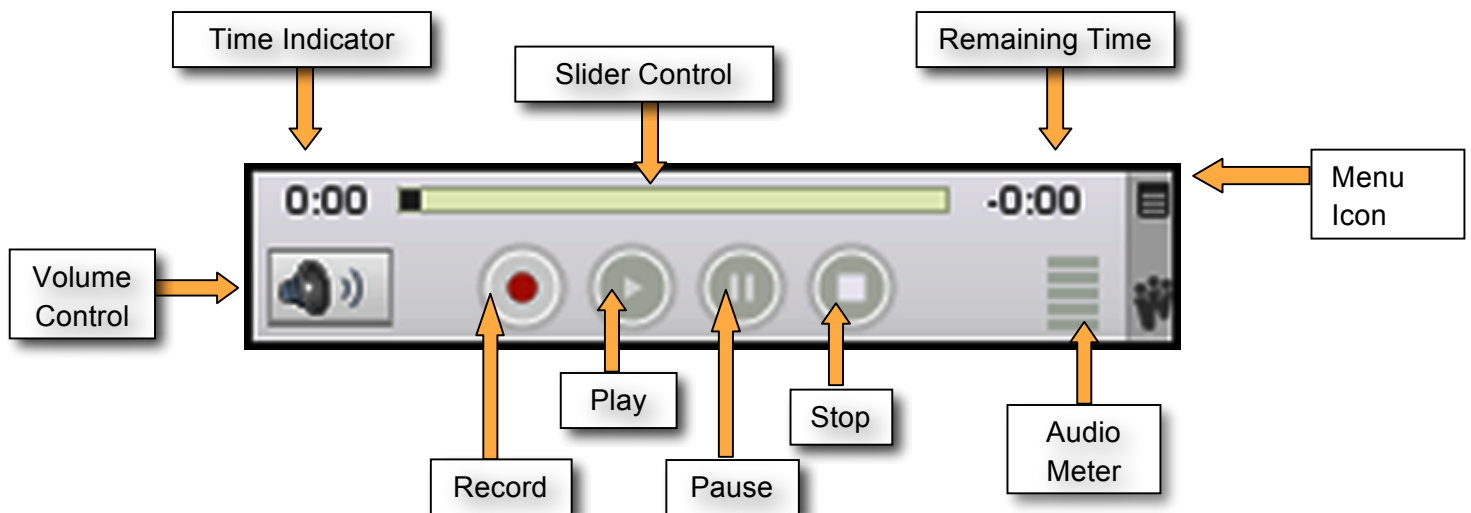 Time Indicator
Remaining Time
Slider Control
Menu
Icon
0:00
-0:00
Volume
Control
Play
Stop
Audio
Meter
Record
Pause